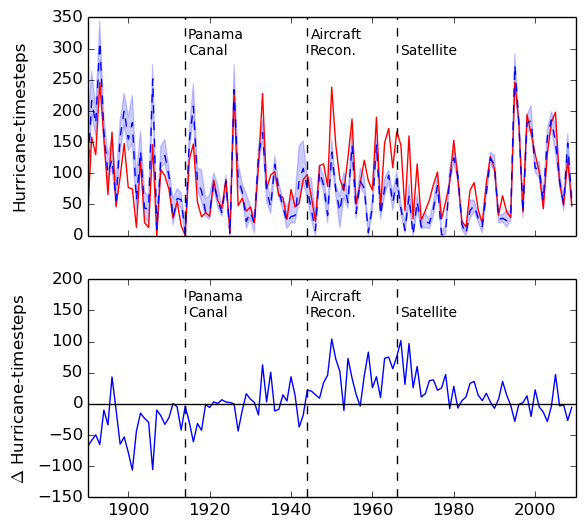 350
300
250
200
150
100
50
0
Hurricane-timesteps
Panama
Canal
Aircraft
Recon.
Satellite
200
150
100
50
0
−50
−100
−150
Δ Hurricane-timesteps
Panama
Canal
Aircraft
Recon.
Satellite
1900
1920
1940
1960
1980
2000